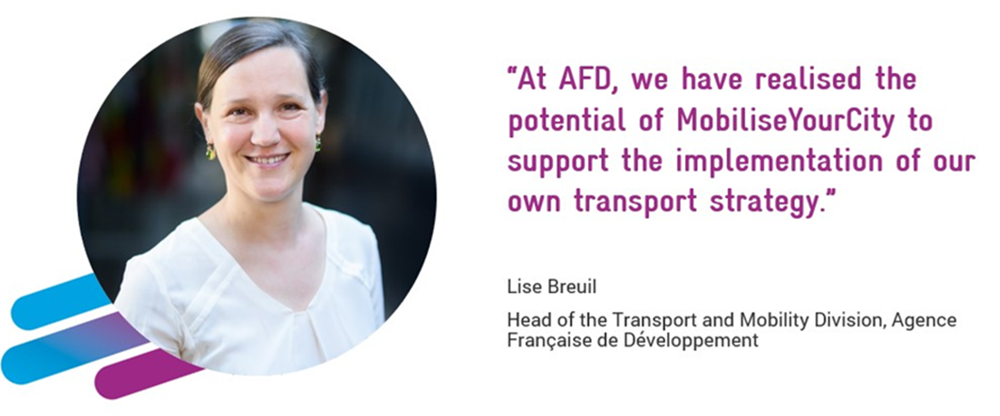 “At AFD, we have realised the
potential of MobiliseYourCity to
support the implementation of our
own transport strategy.”
Lise Breuil
Head of the Transport and Mobility Division, Agence
Française de Développement